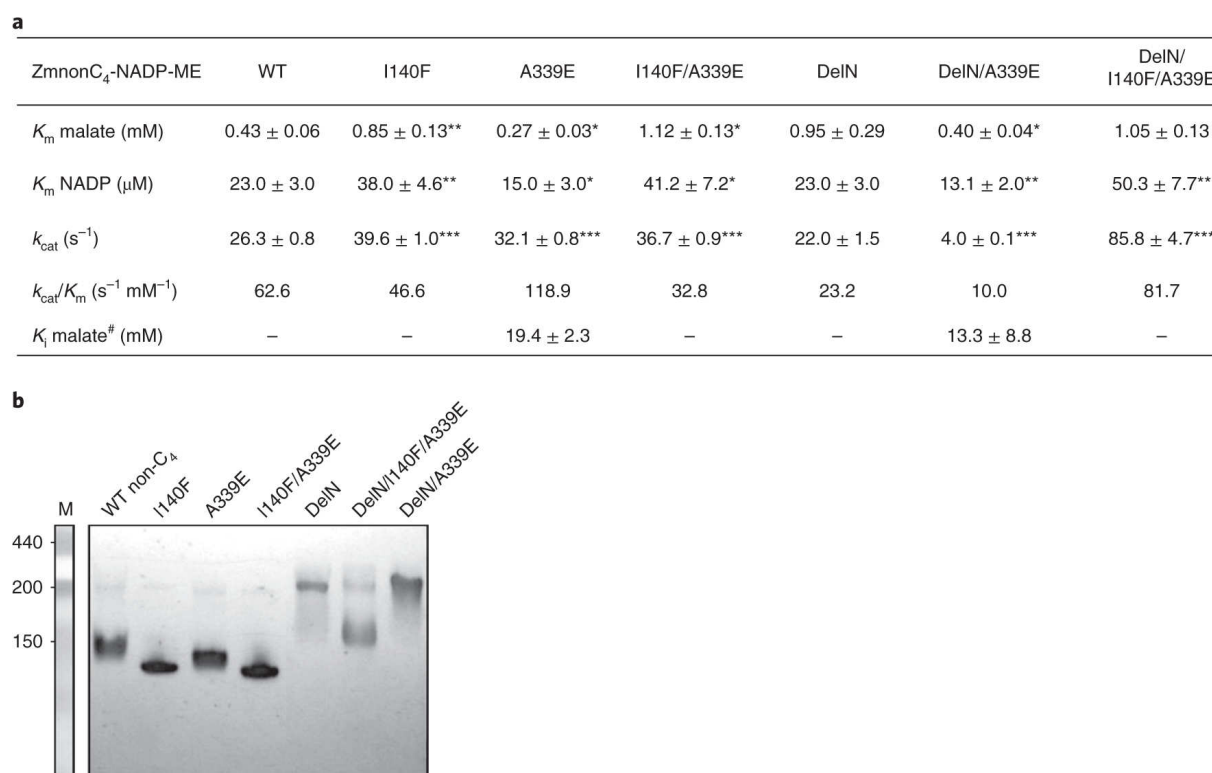 a
ZmnonC4-NADP-ME WT I140F A339E I140F/A339E DelN DelN/A339E DelN/
I140F/A339E
Km malate (mM) 0.43 ± 0.06 0.85 ± 0.13** 0.27 ± 0.03* 1.12 ± 0.13* 0.95 ± 0.29 0.40 ± 0.04* 1.05 ± 0.13
Km NADP (μM) 23.0 ± 3.0 38.0 ± 4.6** 15.0 ± 3.0* 41.2 ± 7.2* 23.0 ± 3.0 13.1 ± 2.0** 50.3 ± 7.7**
kcat (s–1) 26.3 ± 0.8 39.6 ± 1.0*** 32.1 ± 0.8*** 36.7 ± 0.9*** 22.0 ± 1.5 4.0 ± 0.1*** 85.8 ± 4.7***
kcat/Km (s–1 mM–1) 62.6 46.6 118.9 32.8 23.2 10.0 81.7
Ki malate# (mM) – – 19.4 ± 2.3 – – 13.3 ± 8.8 –
b
M WT non-C4 I140F A339E I140F/A339E DelN DelN/I140F/A339E DelN/A339E
440
200
150